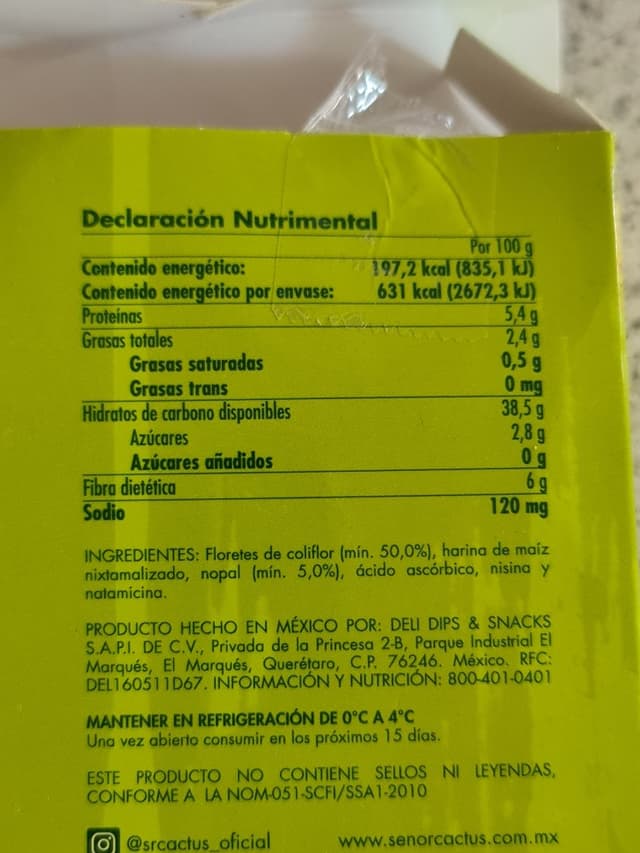 Declaración Nutrimental
Por 100 g
Contenido energético: 197,2 kcal (835,1 kJ)
Contenido energético por envase: 631 kcal (2672,3 kJ)
Proteínas 5,4 g
Grasas totales 2,4 g
Grasas saturadas 0,5 g
Grasas trans 0 mg
Hidratos de carbono disponibles 38,5 g
Azúcares 2,8 g
Azúcares añadidos 0 g
Fibra dietética 6 g
Sodio 120 mg
INGREDIENTES: Floretes de coliflor (mín. 50,0%), harina de maíz
nixtamalizado, nopal (mín. 5,0%), ácido ascórbico, nisina y
natamicina.
PRODUCTO HECHO EN MÉXICO POR: DELI DIPS & SNACKS
S.A.P.I. DE C.V., Privada de la Princesa 2-B, Parque Industrial El
Marqués, El Marqués, Querétaro, C.P. 76246. México. RFC:
DEL160511D67. INFORMACIÓN Y NUTRICIÓN: 800-401-0401
MANTENER EN REFRIGERACIÓN DE 0°C A 4°C
Una vez abierto consumir en los próximos 15 días.
ESTE PRODUCTO NO CONTIENE SELLOS NI LEYENDAS,
CONFORME A LA NOM-051-SCFI/SSA1-2010
@srcactus_oficial www.senorcactus.com.mx